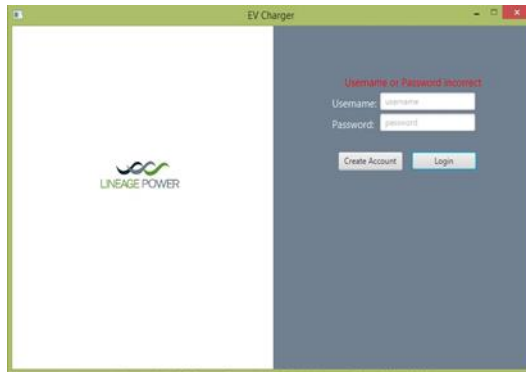 EV Charger
Username or Password incorrect
Username: username
Password: password
Create Account Login
LINEAGE POWER